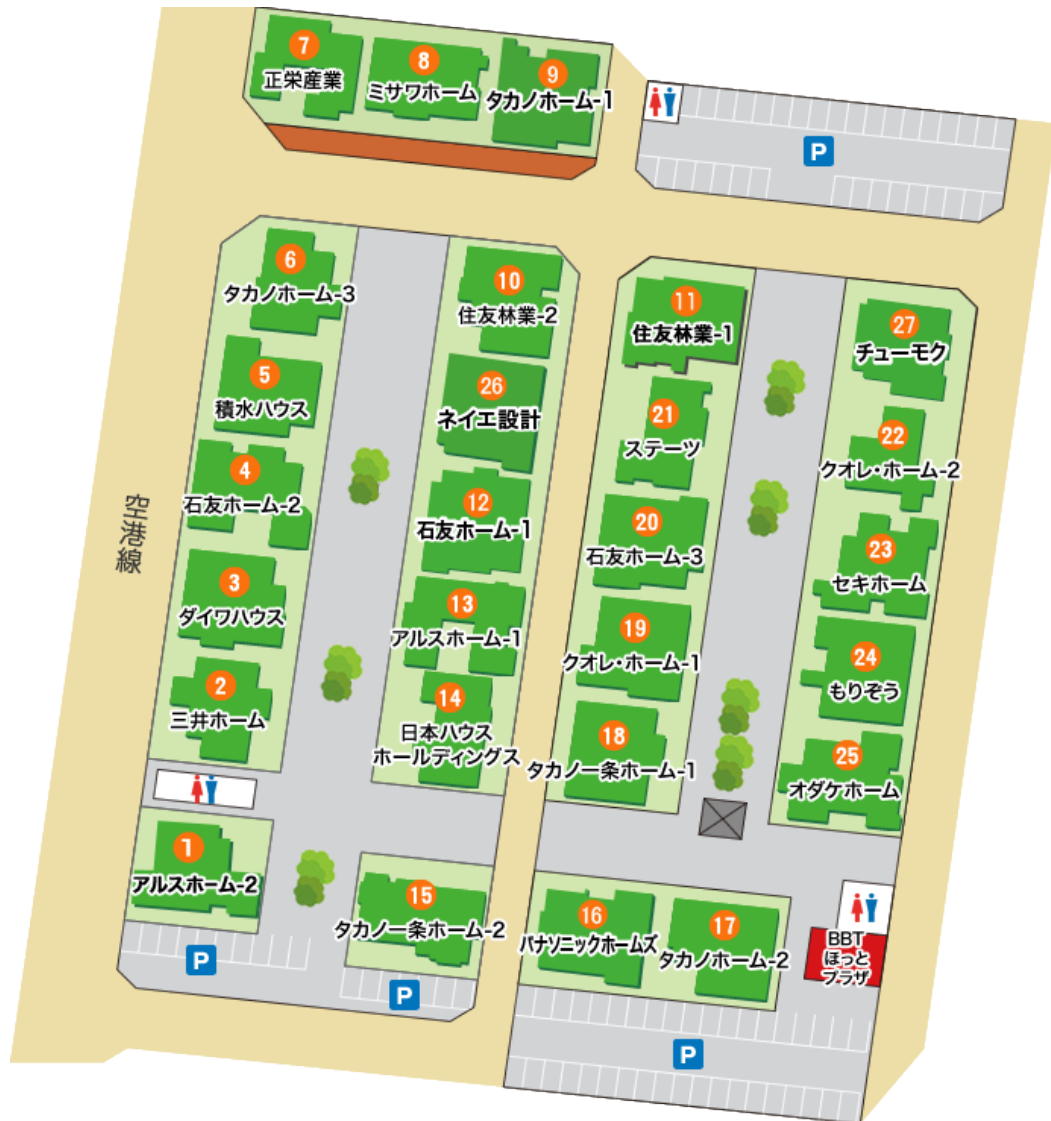 7
正栄産業
8
ミサワホーム
9
タカノホーム-1
P
6
タカノホーム-3
10
住友林業-2
11
住友林業-1
27
チューモク
5
積水ハウス
26
ネイエ設計
21
ステーツ
22
クオレ・ホーム-2
4
石友ホーム-2
12
石友ホーム-1
20
石友ホーム-3
23
セキホーム
空港線
3
ダイワハウス
13
アルスホーム-1
19
クオレ・ホーム-1
24
もりぞう
2
三井ホーム
14
日本ハウス
ホールディングス
18
タカノ一条ホーム-1
25
オダケホーム
1
アルスホーム-2
15
タカノ一条ホーム-2
16
パナソニックホームズ
17
タカノホーム-2
BBT
ほっと
プラザ
P
P
P